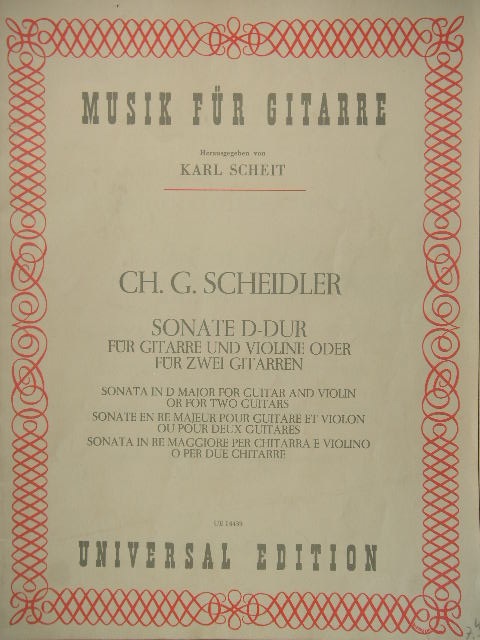 MUSIK FÜR GITARRE
Herausgegeben von
KARL SCHEIT
CH. G. SCHEIDLER
SONATE D-DUR
FÜR GITARRE UND VIOLINE ODER
FÜR ZWEI GITARREN
SONATA IN D MAJOR FOR GUITAR AND VIOLIN
OR FOR TWO GUITARS
SONATE EN RE MAJEUR POUR GUITARE ET VIOLON
OU POUR DEUX GUITARES
SONATA IN RE MAGGIORE PER CHITARRA E VIOLINO
O PER DUE CHITARRE
UE 14439
UNIVERSAL EDITION